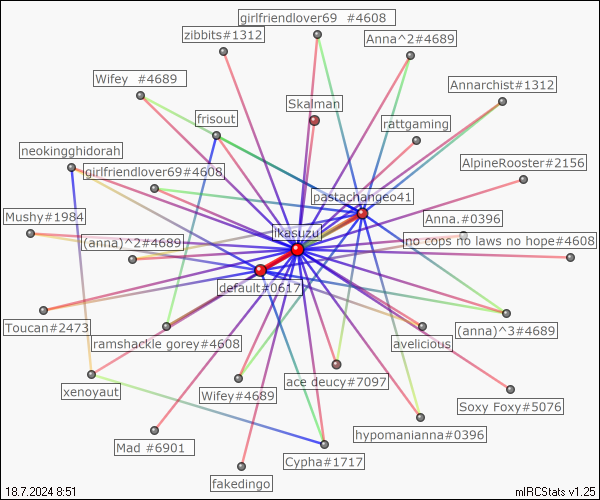 girlfriendlover69 #4608
zibbits#1312
Anna^2#4689
Wifey #4689
Annarchist#1312
Skalman
frisout
rattgaming
neokingghidorah
AlpineRooster#2156
girlfriendlover69#4608
pastachangeo41
Mushy#1984
Anna.#0396
ikasuzu
(anna)^2#4689
no cops no laws no hope#4608
default#0617
Toucan#2473
(anna)^3#4689
ramshackle gorey#4608
avelicious
xenoyaut
ace deucy#7097
Wifey#4689
Soxy Foxy#5076
hypomanianna#0396
Mad #6901
Cypha#1717
fakedingo
18.7.2024 8:51
mIRCStats v1.25